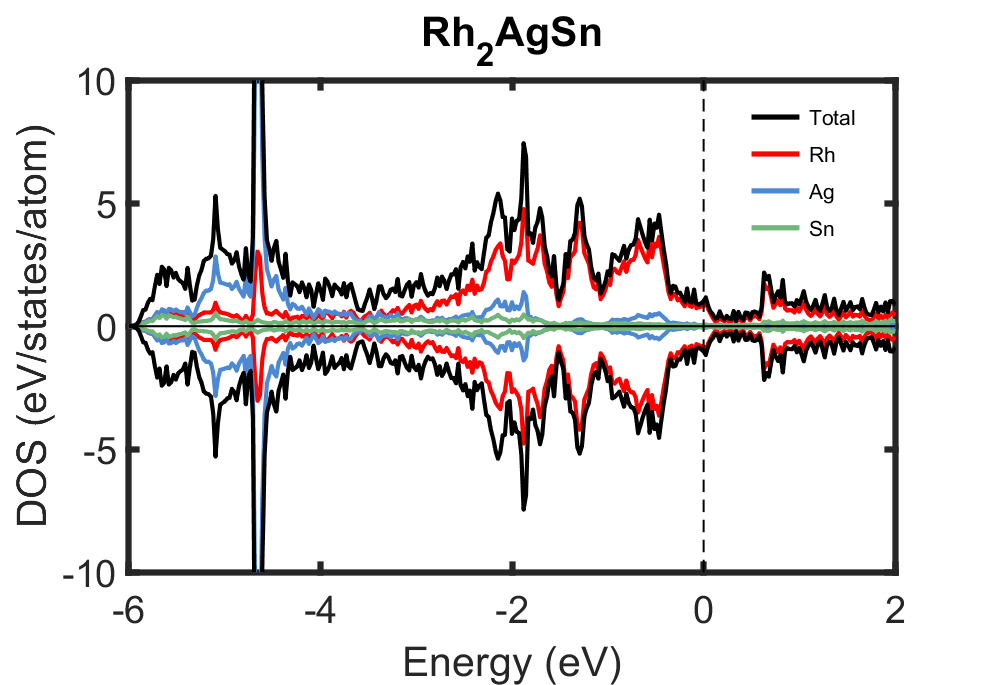 Rh₂AgSn
10
5
0
-5
-10
DOS (eV/states/atom)
Total
Rh
Ag
Sn
-6 -4 -2 0 2
Energy (eV)